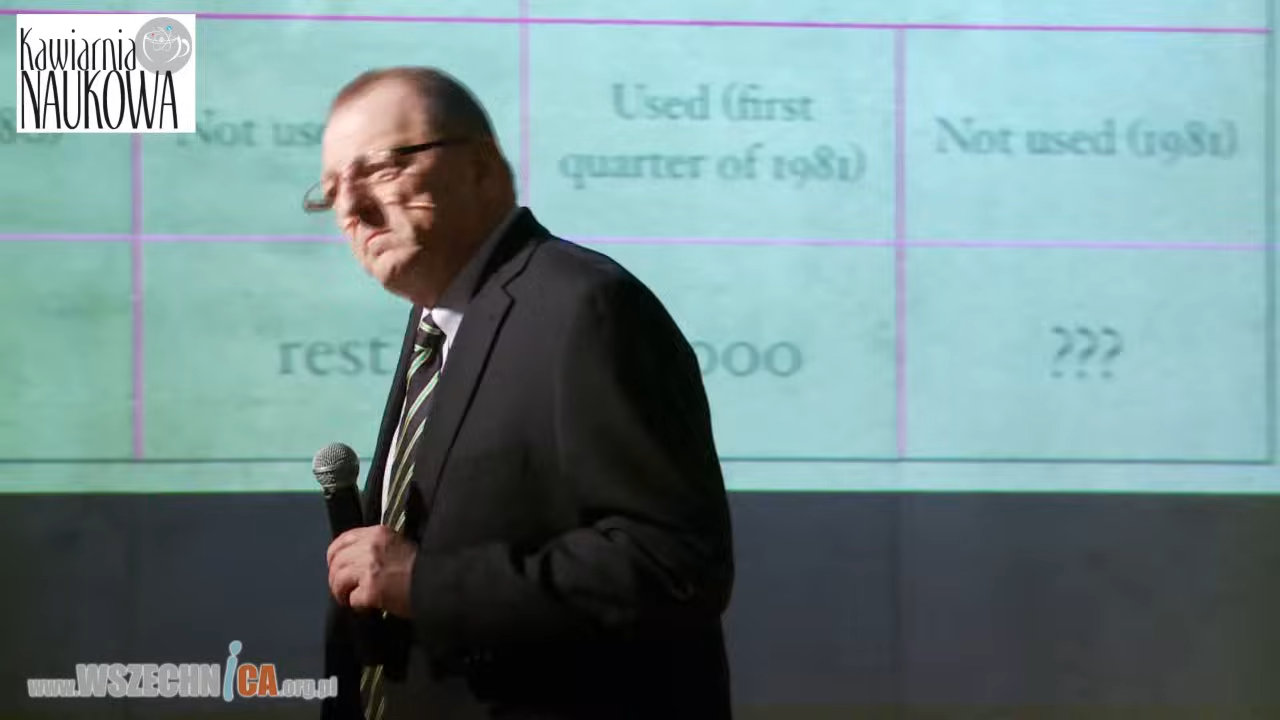 Kawiarnia
NAUKOWA
Used (first
quarter of 1981)
Not used (1981)
rest
???
www.WSZECHNiCA.org.pl